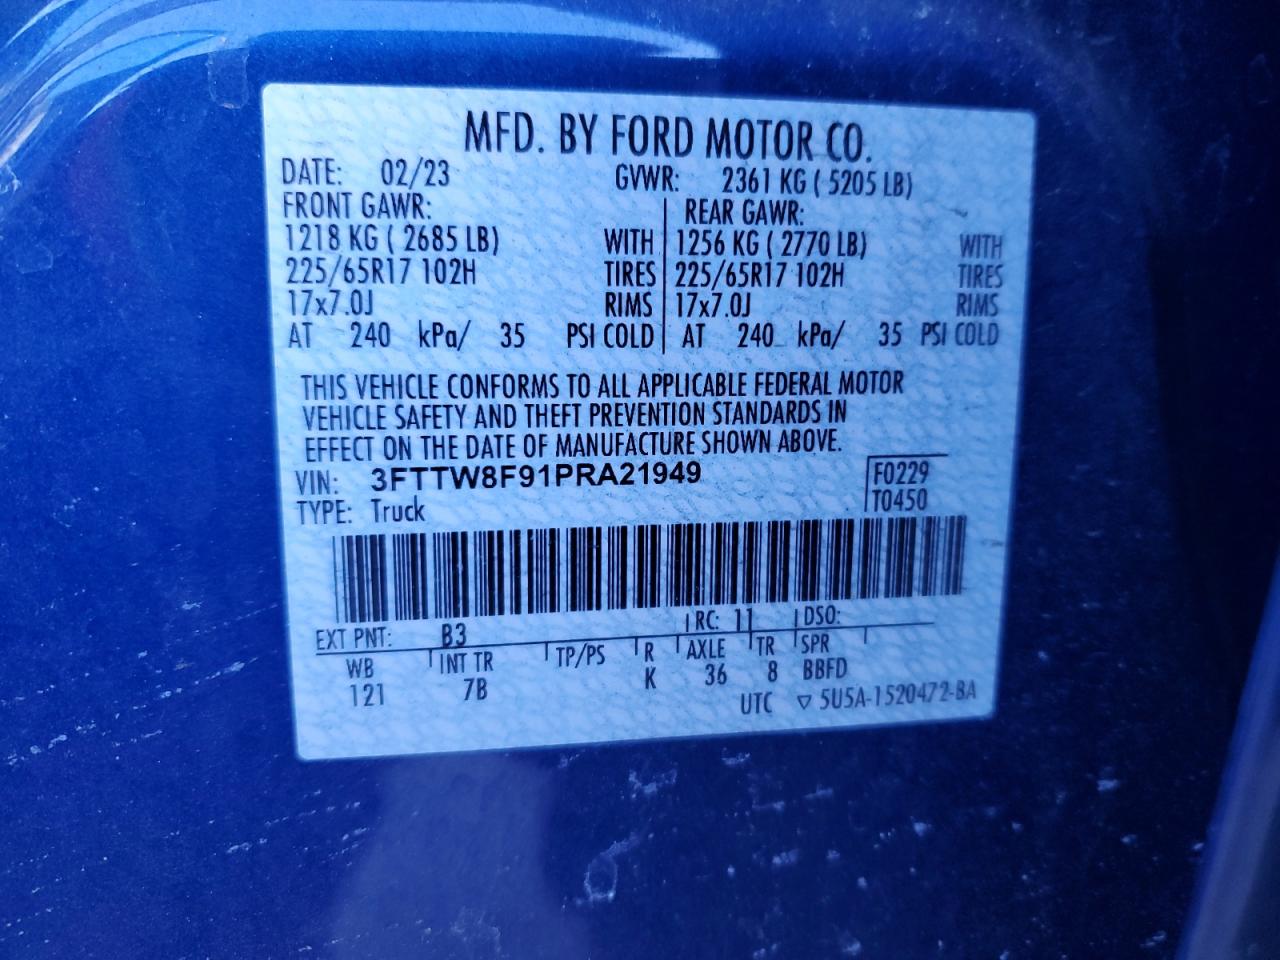 MFD. BY FORD MOTOR CO.
DATE: 02/23 GVWR: 2361 KG ( 5205 LB)
FRONT GAWR: REAR GAWR:
1218 KG ( 2685 LB) WITH 1256 KG ( 2770 LB) WITH
225/65R17 102H TIRES 225/65R17 102H TIRES
17x7.0J RIMS 17x7.0J RIMS
AT 240 kPa/ 35 PSI COLD AT 240 kPa/ 35 PSI COLD
THIS VEHICLE CONFORMS TO ALL APPLICABLE FEDERAL MOTOR
VEHICLE SAFETY AND THEFT PREVENTION STANDARDS IN
EFFECT ON THE DATE OF MANUFACTURE SHOWN ABOVE.
VIN: 3FTTW8F91PRA21949 F0229
TYPE: Truck T0450
EXT PNT: B3 RC: 11 DSO:
WB INT TR TP/PS R AXLE TR SPR
121 7B K 36 8 BBFD
UTC ▽ 5U5A-1520472-BA